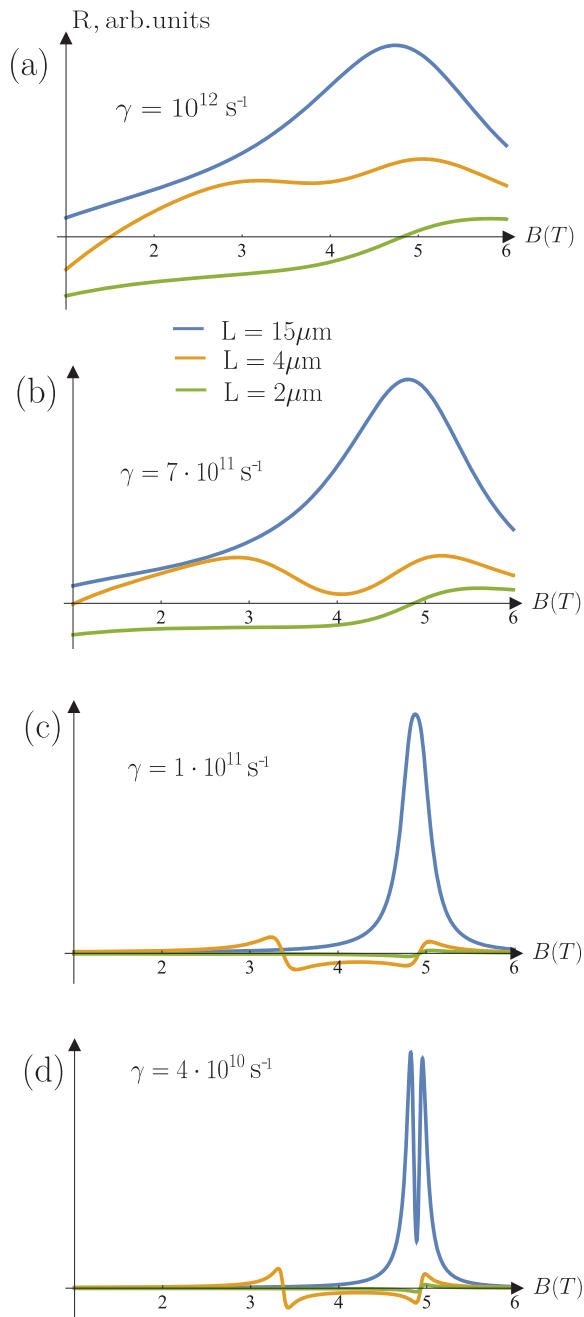 R, arb.units
(a)
γ = 10¹² s⁻¹
2 3 4 5 6
B(T)
L = 15μm
L = 4μm
L = 2μm
(b)
γ = 7 · 10¹¹ s⁻¹
2 3 4 5 6
B(T)
(c)
γ = 1 · 10¹¹ s⁻¹
2 3 4 5 6
B(T)
(d)
γ = 4 · 10¹⁰ s⁻¹
2 3 4 5 6
B(T)